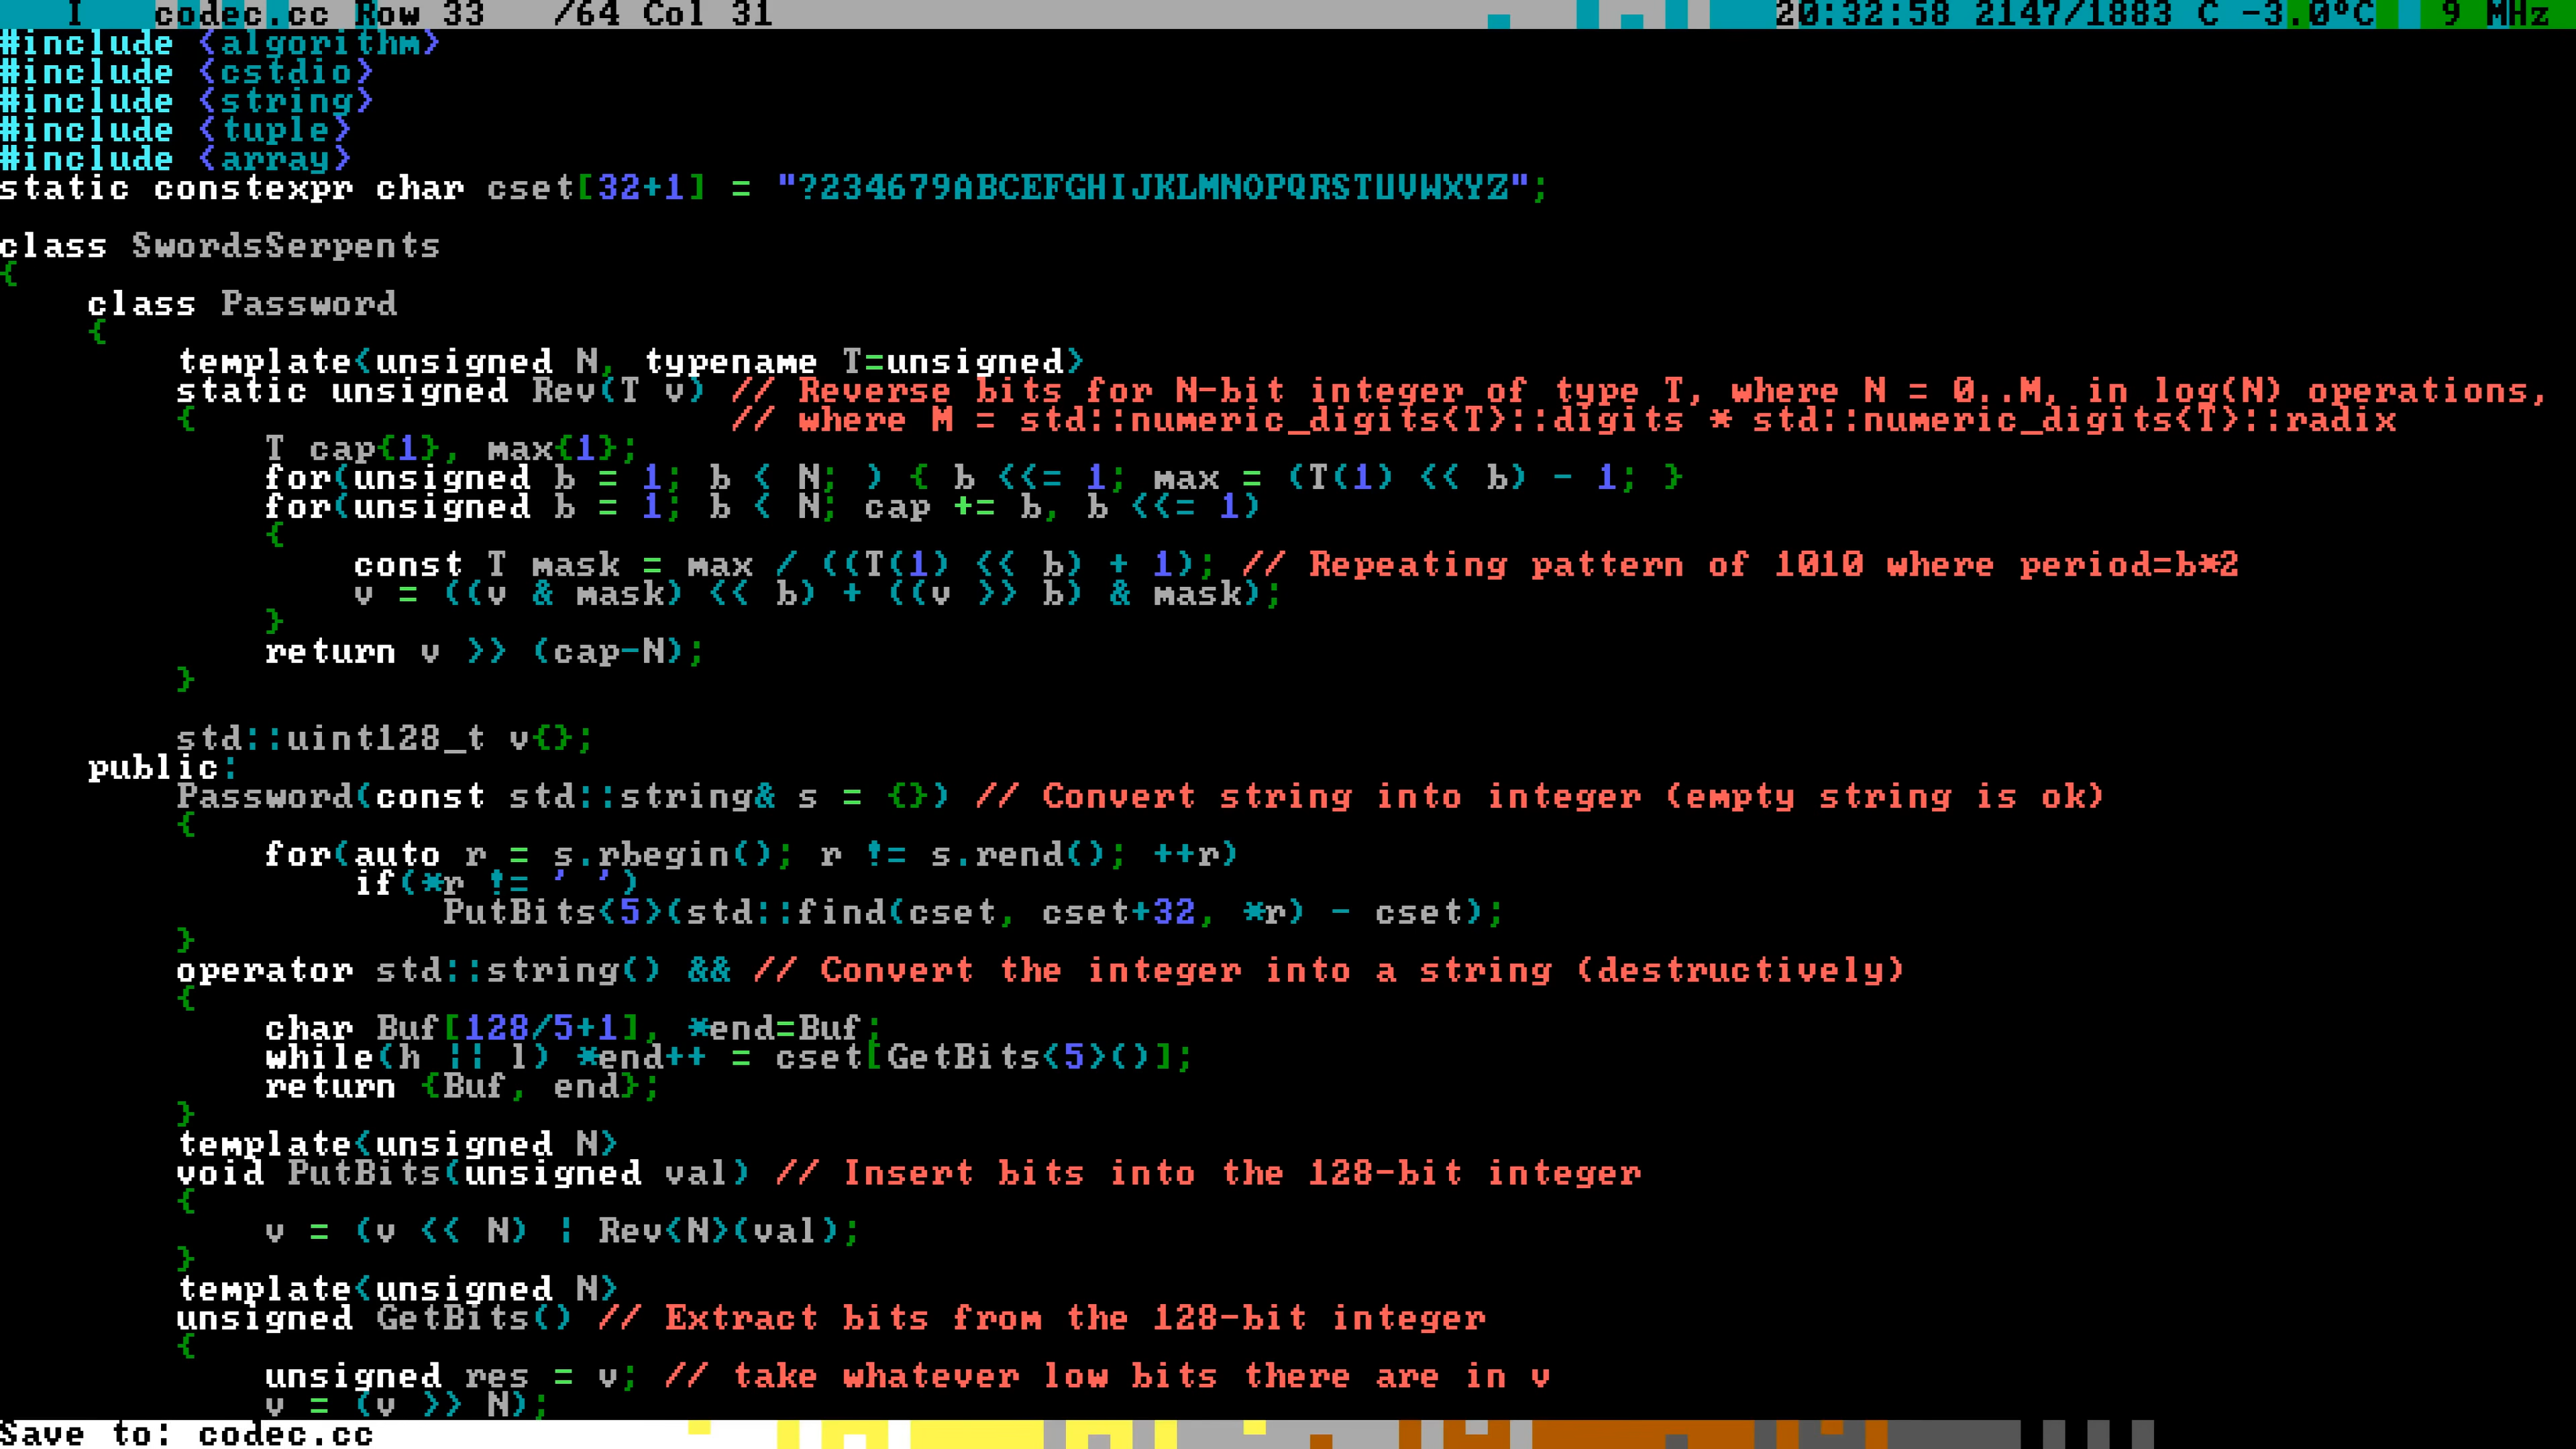 I codec.cc Row 33 /64 Col 31 20:32:58 2147/1883 C -3.0ºC 9 MHz
#include <algorithm>
#include <cstdio>
#include <string>
#include <tuple>
#include <array>
static constexpr char cset[32+1] = "?234679ABCEFGHIJKLMNOPQRSTUVWXYZ";
class SwordsSerpents
{
class Password
{
template<unsigned N, typename T=unsigned>
static unsigned Rev(T v) // Reverse bits for N-bit integer of type T, where N = 0..M, in log(N) operations,
{ // where M = std::numeric_digits<T>::digits * std::numeric_digits<T>::radix
T cap{1}, max{1};
for(unsigned b = 1; b < N; ) { b <<= 1; max = (T(1) << b) - 1; }
for(unsigned b = 1; b < N; cap += b, b <<= 1)
{
const T mask = max / ((T(1) << b) + 1); // Repeating pattern of 1010 where period=b*2
v = ((v & mask) << b) + ((v >> b) & mask);
}
return v >> (cap-N);
}
std::uint128_t v{};
public:
Password(const std::string& s = {}) // Convert string into integer (empty string is ok)
{
for(auto r = s.rbegin(); r != s.rend(); ++r)
if(*r != ' ')
PutBits<5>(std::find(cset, cset+32, *r) - cset);
}
operator std::string() && // Convert the integer into a string (destructively)
{
char Buf[128/5+1], *end=Buf;
while(h || l) *end++ = cset[GetBits<5>()];
return {Buf, end};
}
template<unsigned N>
void PutBits(unsigned val) // Insert bits into the 128-bit integer
{
v = (v << N) | Rev<N>(val);
}
template<unsigned N>
unsigned GetBits() // Extract bits from the 128-bit integer
{
unsigned res = v; // take whatever low bits there are in v
v = (v >> N);
Save to: codec.cc